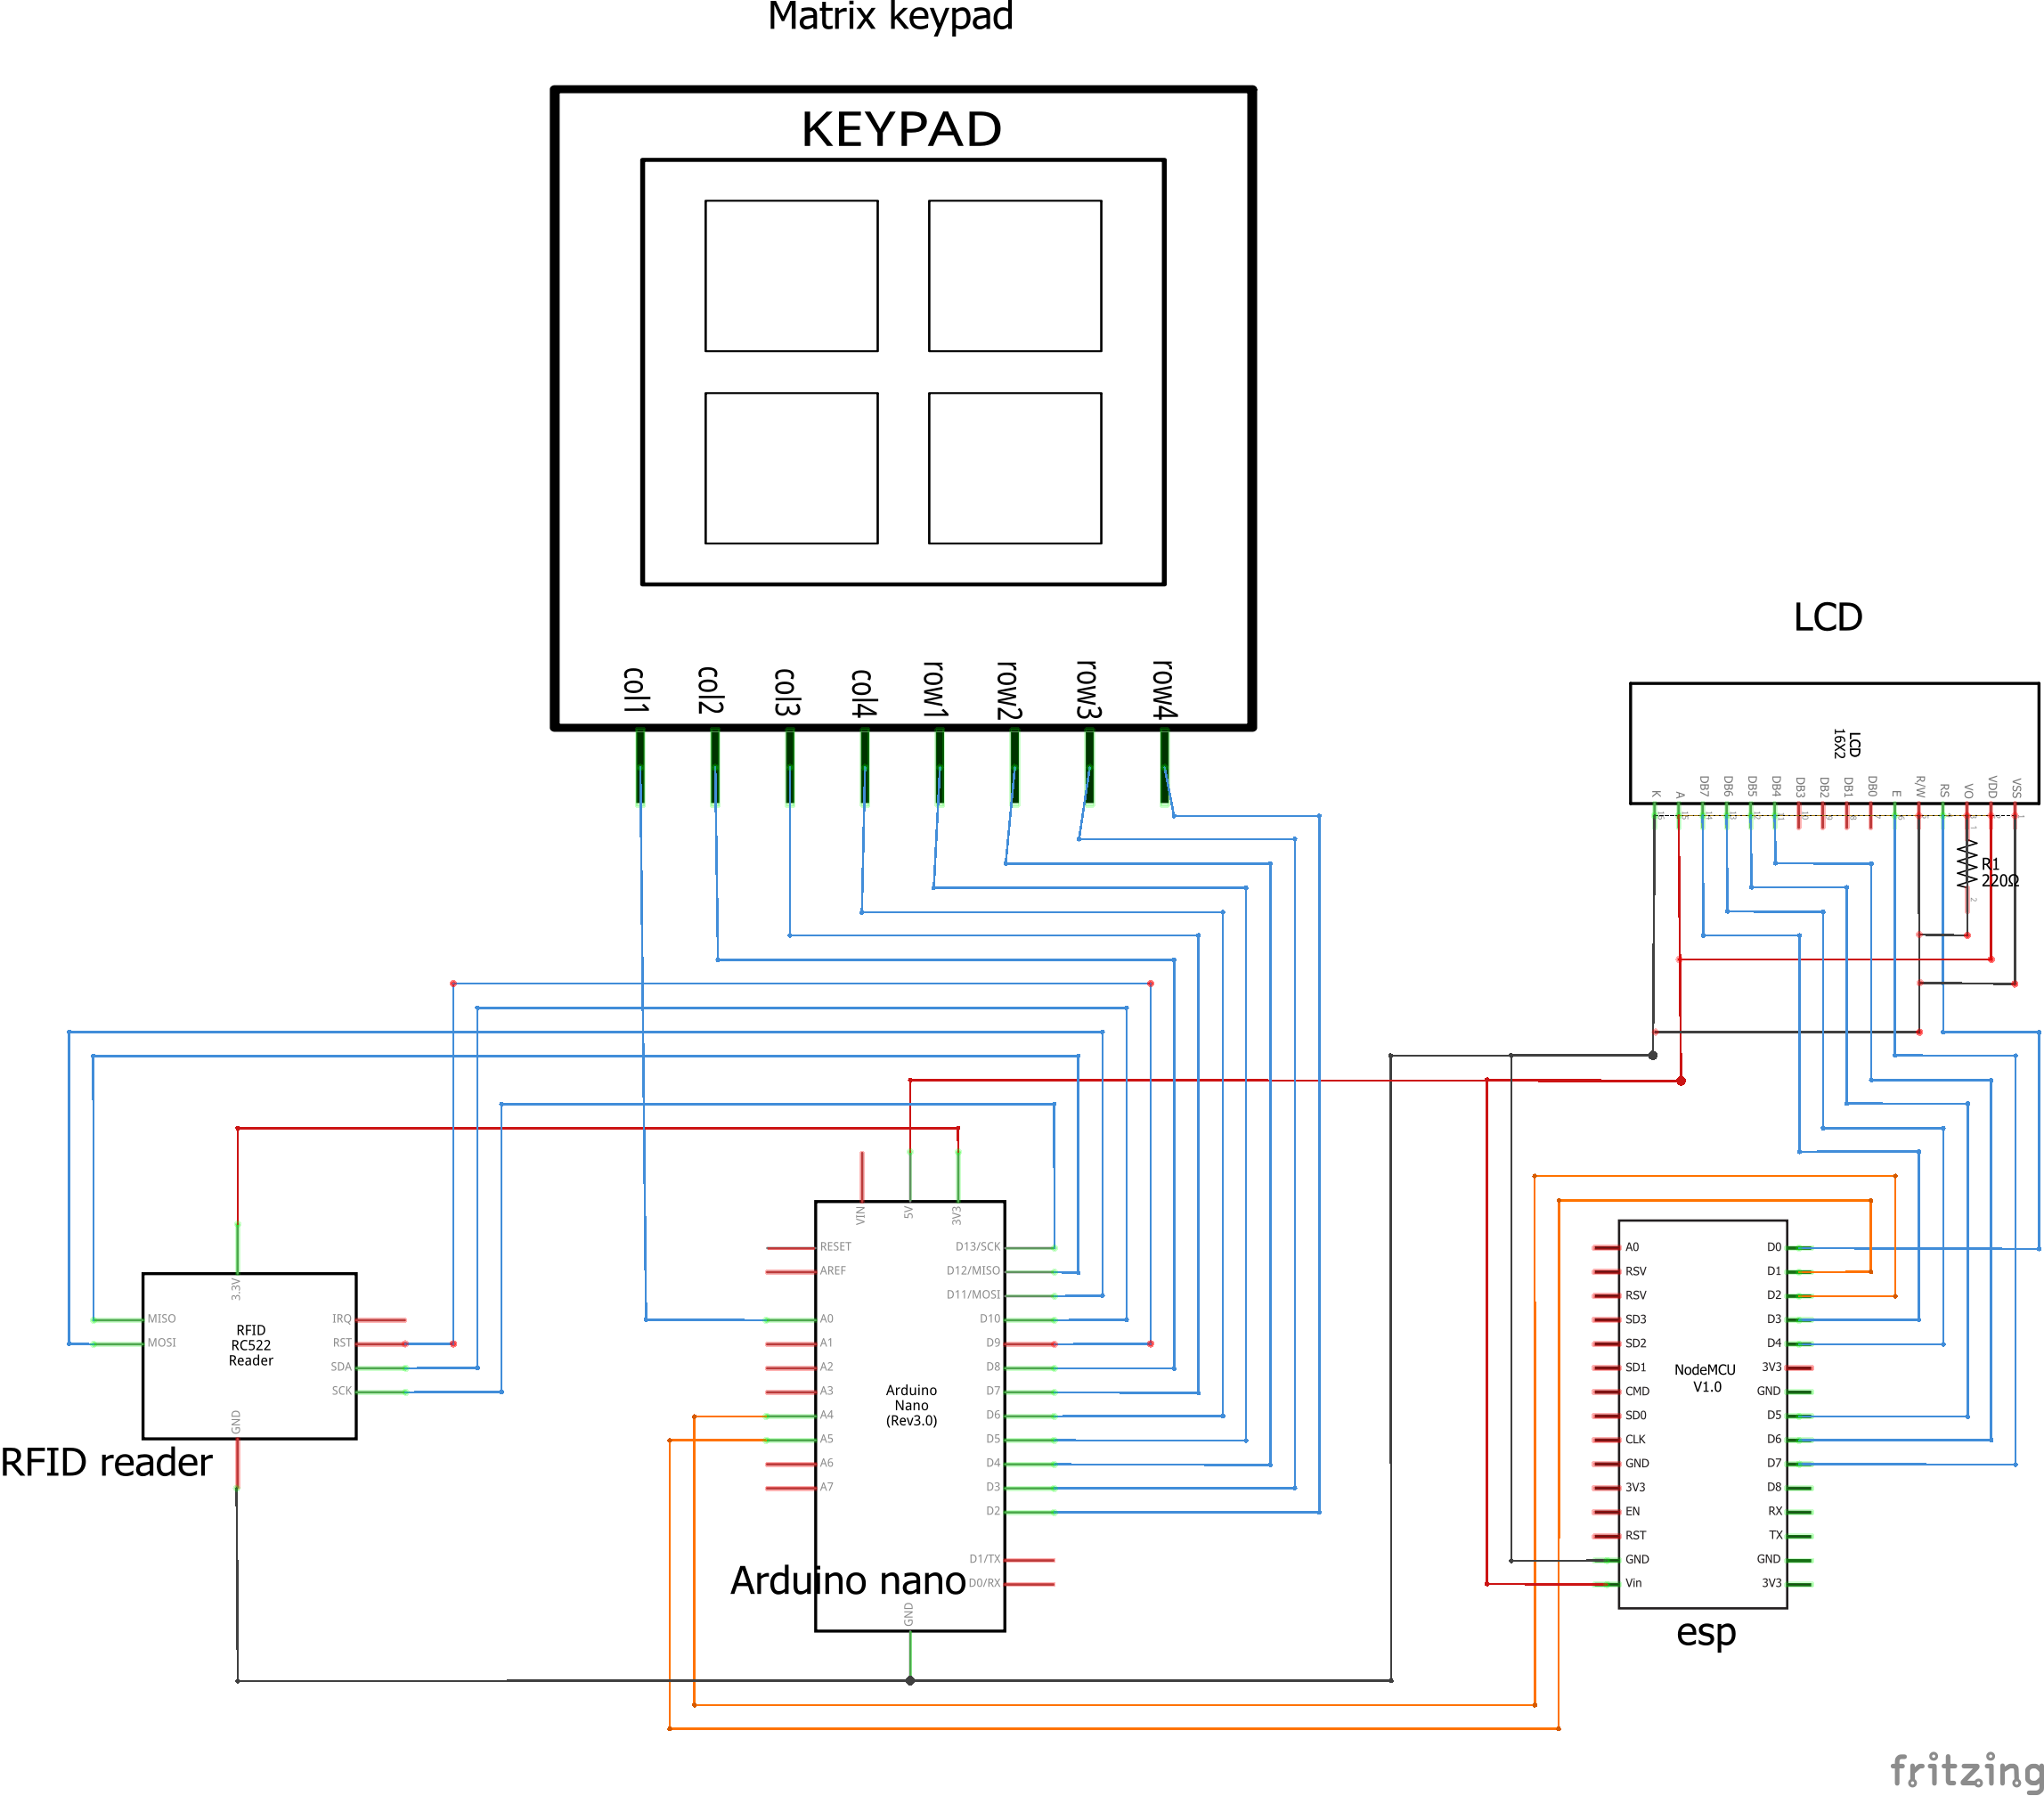 Matrix keypad
KEYPAD
col1
col2
col3
col4
row1
row2
row3
row4
LCD
LCD
16X2
K
A
DB7
DB6
DB5
DB4
DB3
DB2
DB1
DB0
E
R/W
RS
VO
VDD
VSS
R1
220Ω
3.3V
MISO
MOSI
IRQ
RST
SDA
SCK
GND
RFID
RC522
Reader
RFID reader
VIN
5V
3V3
RESET
AREF
A0
A1
A2
A3
A4
A5
A6
A7
D13/SCK
D12/MISO
D11/MOSI
D10
D9
D8
D7
D6
D5
D4
D3
D2
D1/TX
D0/RX
GND
Arduino
Nano
(Rev3.0)
Arduino nano
A0
RSV
RSV
SD3
SD2
SD1
CMD
SD0
CLK
GND
3V3
EN
RST
GND
Vin
D0
D1
D2
D3
D4
3V3
GND
D5
D6
D7
D8
RX
TX
GND
3V3
NodeMCU
V1.0
esp
fritzing